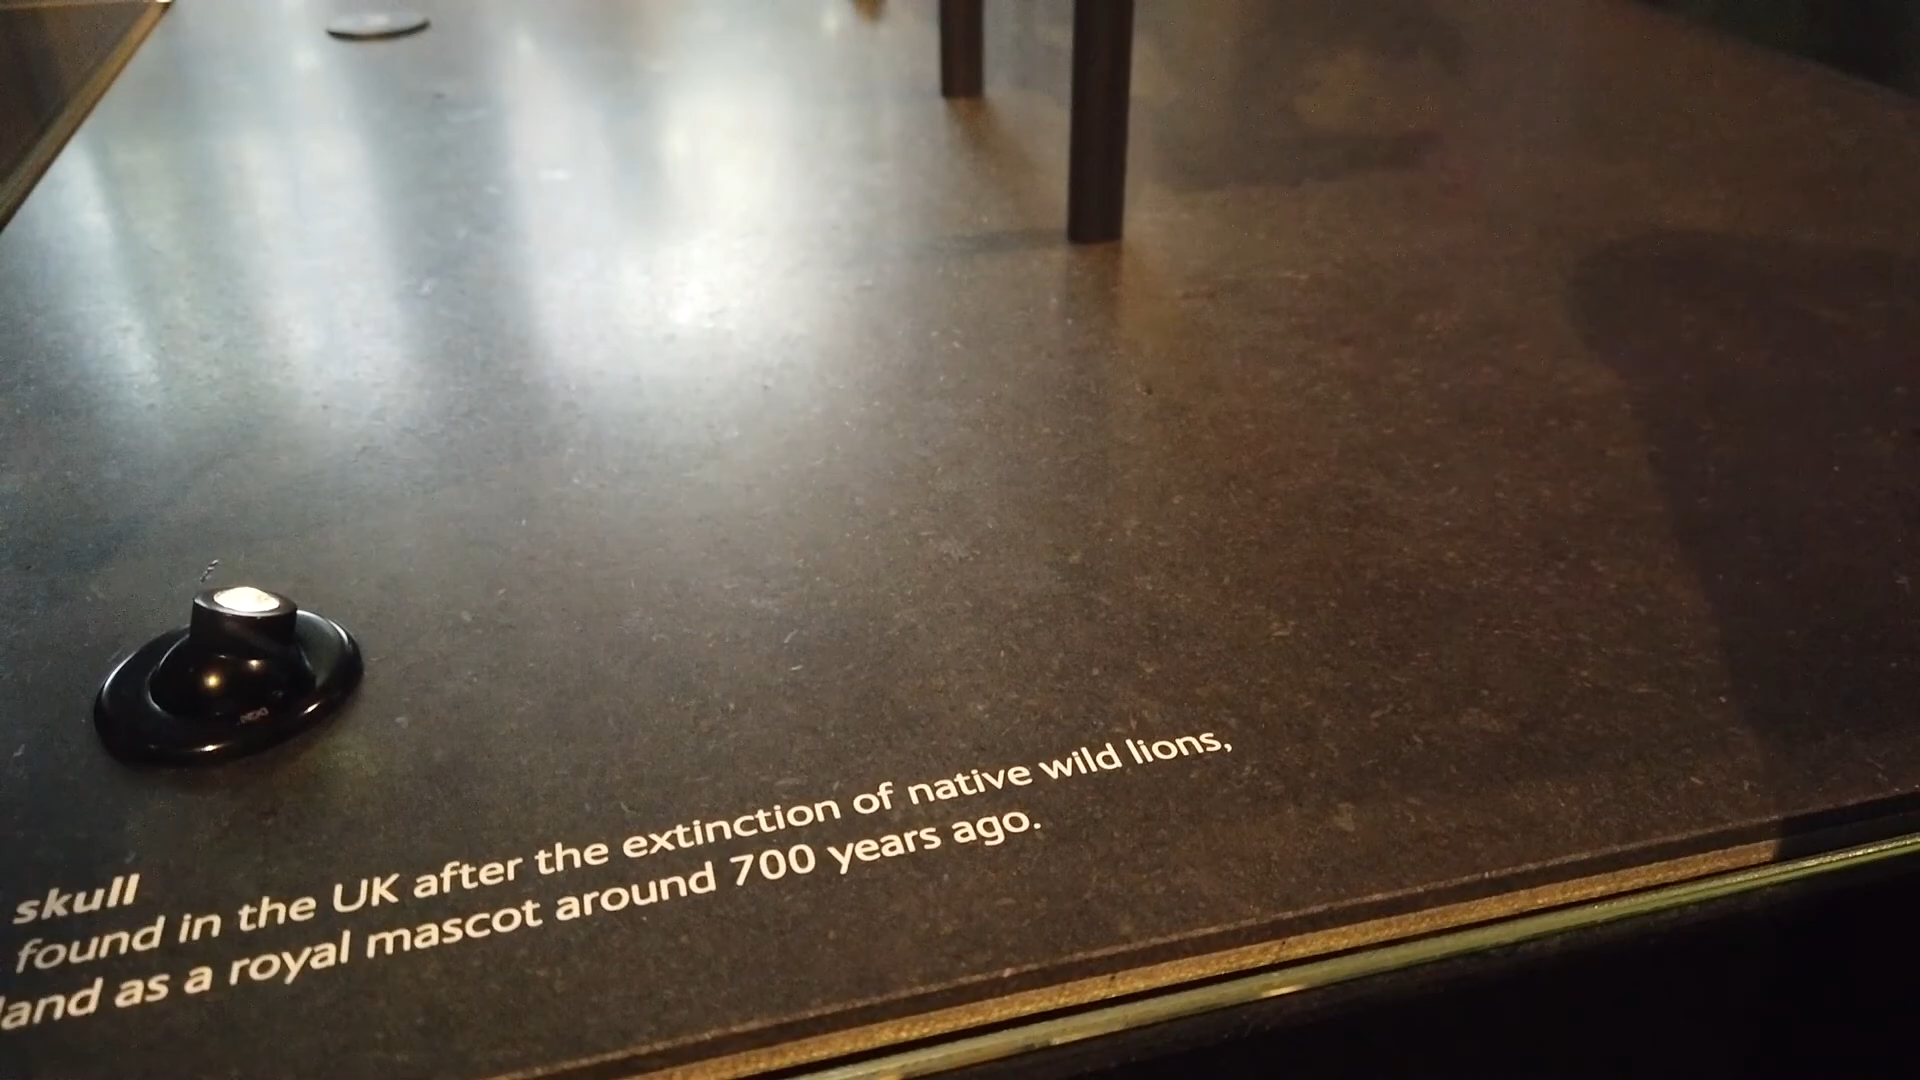 skull
found in the UK after the extinction of native wild lions,
land as a royal mascot around 700 years ago.